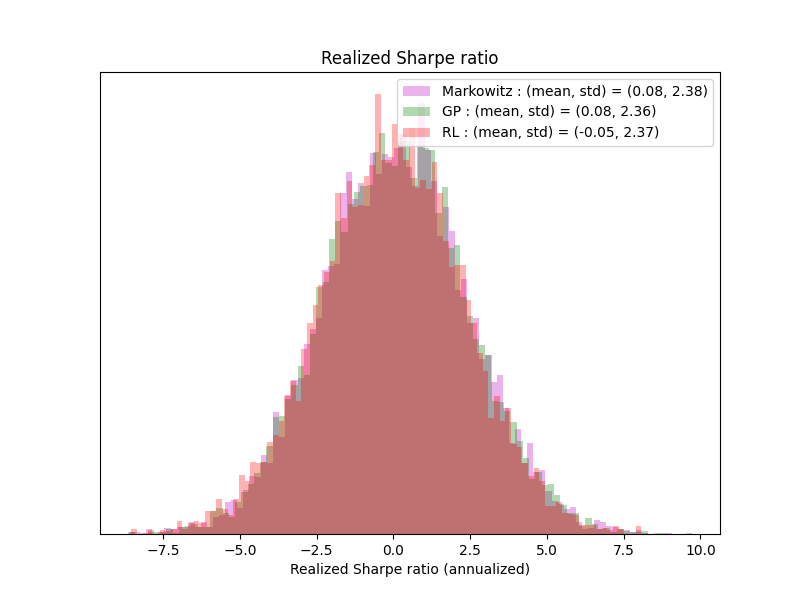 Realized Sharpe ratio
Markowitz : (mean, std) = (0.08, 2.38)
GP : (mean, std) = (0.08, 2.36)
RL : (mean, std) = (-0.05, 2.37)
−7.5 −5.0 −2.5 0.0 2.5 5.0 7.5 10.0
Realized Sharpe ratio (annualized)